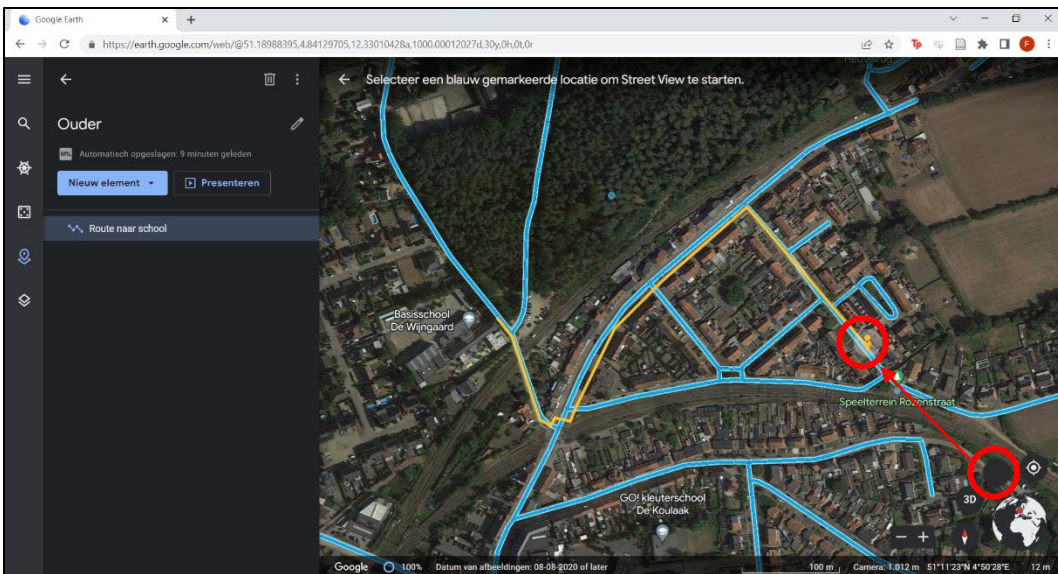 Google Earth
https://earth.google.com/web/@51.18988395,4.84129705,12.33010428a,1000.00012027d,30y,0h,0t,0r
TP
F
Selecteer een blauw gemarkeerde locatie om Street View te starten.
Ouder
KML
Automatisch opgeslagen: 9 minuten geleden
Nieuw element
Presenteren
Route naar school
Heuvelrug
Basisschool
De Wijngaard
Speelterrein Rozenstraat
GO! kleuterschool
De Koulaak
3D
Google
100%
Datum van afbeeldingen: 08-08-2020 of later
100 m
Camera: 1.012 m
51°11'23"N 4°50'28"E
12 m